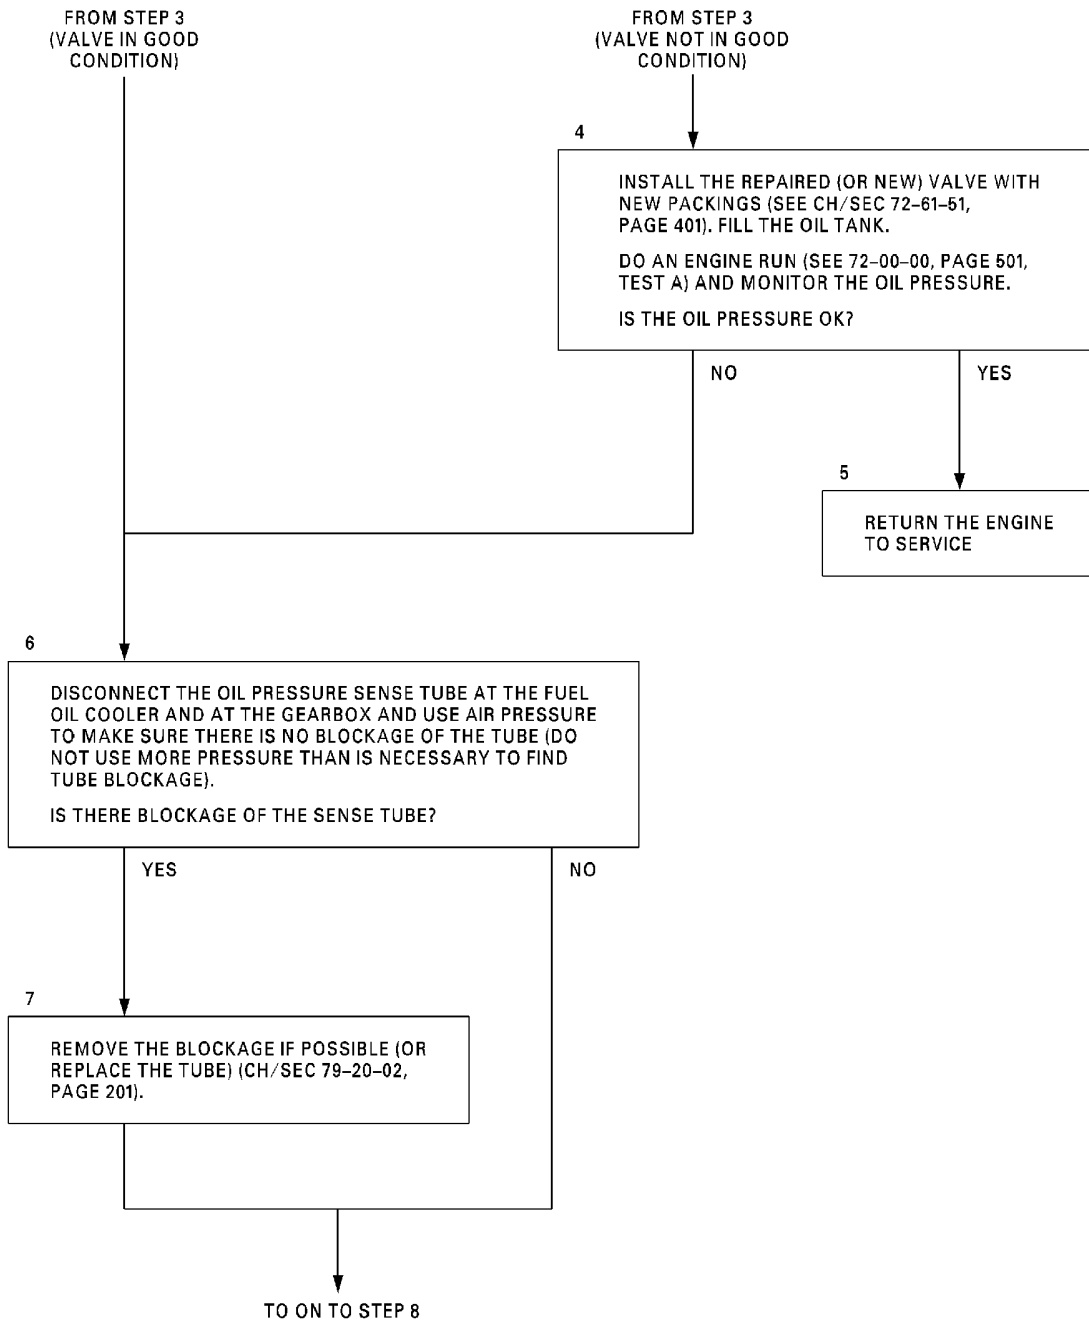 FROM STEP 3
(VALVE IN GOOD
CONDITION)
FROM STEP 3
(VALVE NOT IN GOOD
CONDITION)
4
INSTALL THE REPAIRED (OR NEW) VALVE WITH
NEW PACKINGS (SEE CH/SEC 72–61–51,
PAGE 401). FILL THE OIL TANK.
DO AN ENGINE RUN (SEE 72–00–00, PAGE 501,
TEST A) AND MONITOR THE OIL PRESSURE.
IS THE OIL PRESSURE OK?
NO
YES
5
RETURN THE ENGINE
TO SERVICE
6
DISCONNECT THE OIL PRESSURE SENSE TUBE AT THE FUEL
OIL COOLER AND AT THE GEARBOX AND USE AIR PRESSURE
TO MAKE SURE THERE IS NO BLOCKAGE OF THE TUBE (DO
NOT USE MORE PRESSURE THAN IS NECESSARY TO FIND
TUBE BLOCKAGE).
IS THERE BLOCKAGE OF THE SENSE TUBE?
YES
NO
7
REMOVE THE BLOCKAGE IF POSSIBLE (OR
REPLACE THE TUBE) (CH/SEC 79–20–02,
PAGE 201).
TO ON TO STEP 8